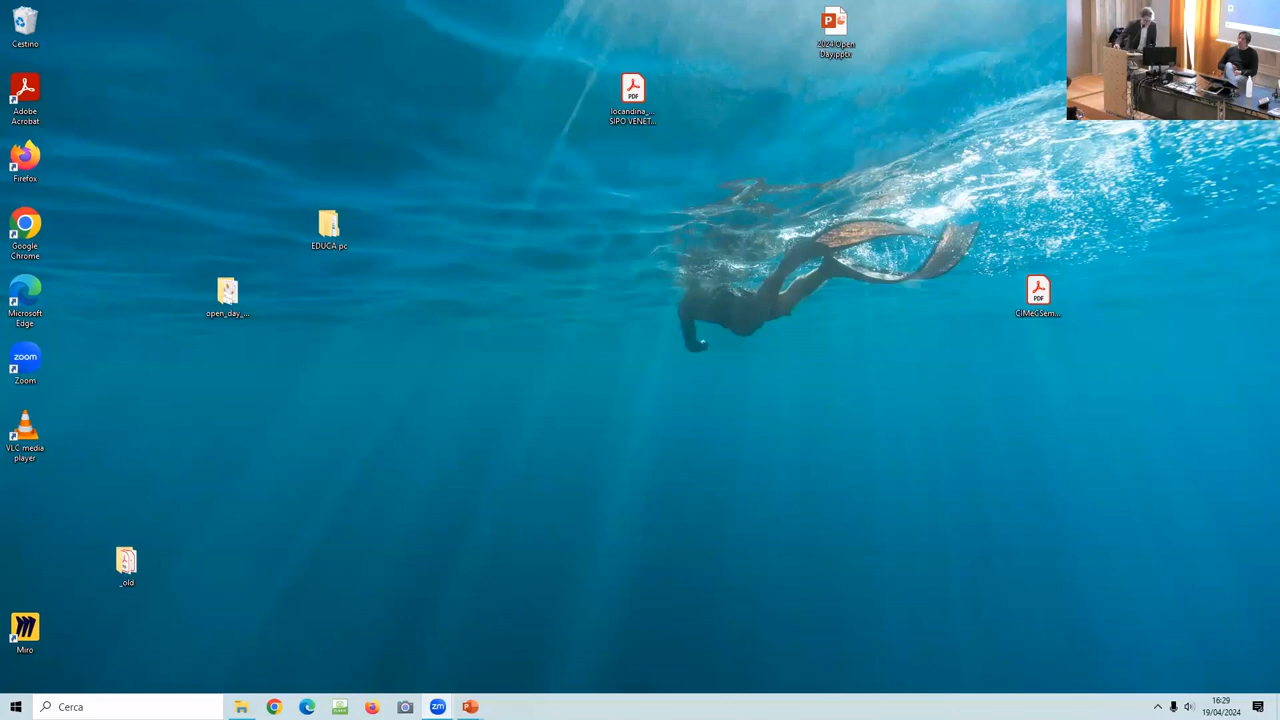 Cestino
2024 Open
Day.pptx
Adobe
Acrobat
PDF
locandina_...
SIPO VENET...
Firefox
Google
Chrome
EDUCA pc
Microsoft
Edge
open_day_...
PDF
CiMeCSem...
zoom
Zoom
VLC media
player
_old
Miro
Cerca
zm
16:29
19/04/2024